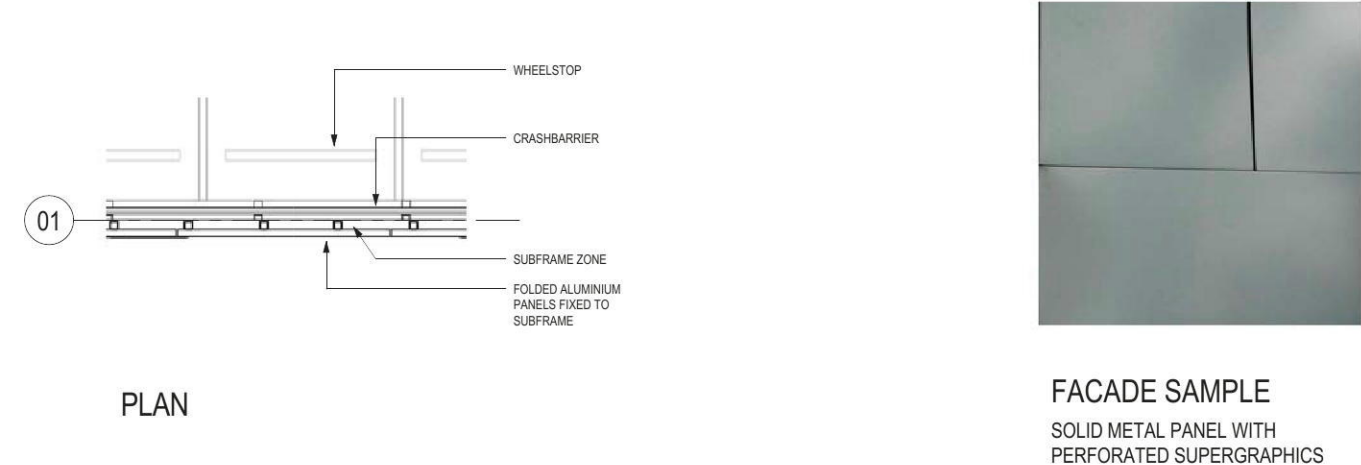 WHEELSTOP
CRASHBARRIER
01
SUBFRAME ZONE
FOLDED ALUMINIUM
PANELS FIXED TO
SUBFRAME
PLAN
FACADE SAMPLE
SOLID METAL PANEL WITH
PERFORATED SUPERGRAPHICS